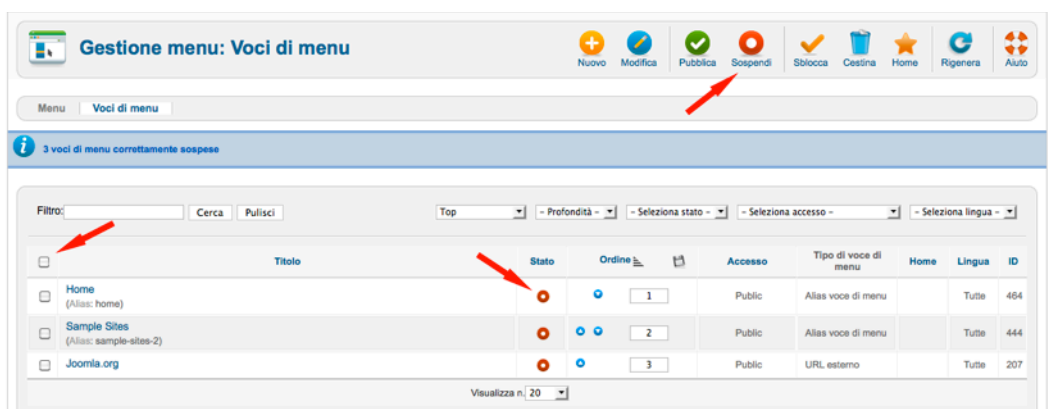 Gestione menu: Voci di menu
Nuovo Modifica Pubblica Sospendi Sblocca Cestina Home Rigenera Aiuto
Menu Voci di menu
3 voci di menu correttamente sospese
Filtro: Cerca Pulisci Top - Profondità - - Seleziona stato - - Seleziona accesso - - Seleziona lingua -
Titolo Stato Ordine Accesso Tipo di voce di menu Home Lingua ID
Home 1 Public Alias voce di menu Tutte 464
(Alias: home)
Sample Sites 2 Public Alias voce di menu Tutte 444
(Alias: sample-sites-2)
Joomla.org 3 Public URL esterno Tutte 207
Visualizza n. 20